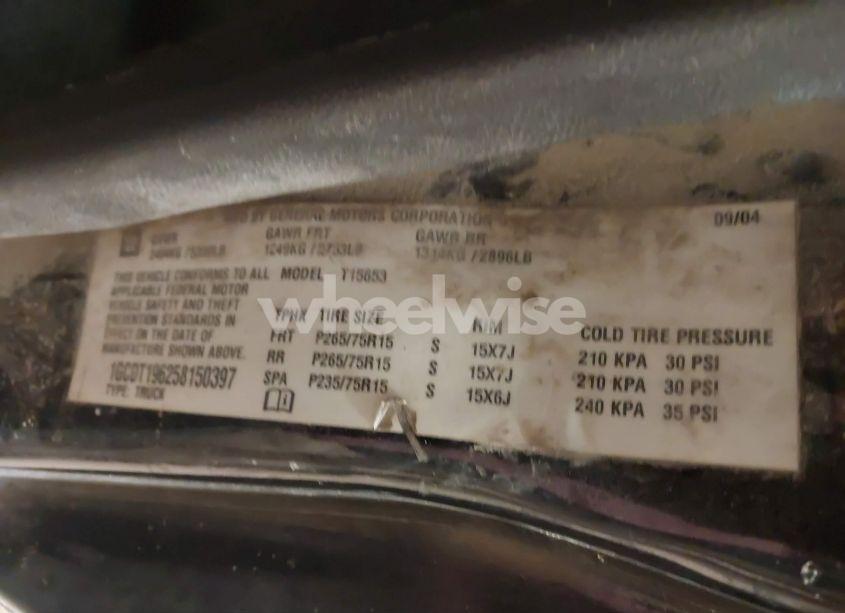 BY GENERAL MOTORS CORPORATION 09/04
GAWR FRT GAWR RR
1249KG /2753LB 1314KG /2896LB
THIS VEHICLE CONFORMS TO ALL MODEL T15653
APPLICABLE FEDERAL MOTOR
VEHICLE SAFETY AND THEFT
PREVENTION STANDARDS IN
EFFECT ON THE DATE OF
MANUFACTURE SHOWN ABOVE.
1GCDT196258150397
TYPE: TRUCK
TIRE SIZE RIM COLD TIRE PRESSURE
FRT P265/75R15 S 15X7J 210 KPA 30 PSI
RR P265/75R15 S 15X7J 210 KPA 30 PSI
SPA P235/75R15 S 15X6J 240 KPA 35 PSI
wheelwise